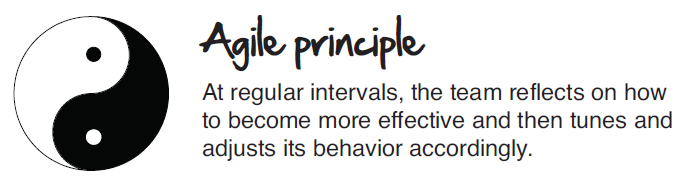 Agile principle
At regular intervals, the team reflects on how
to become more effective and then tunes and
adjusts its behavior accordingly.